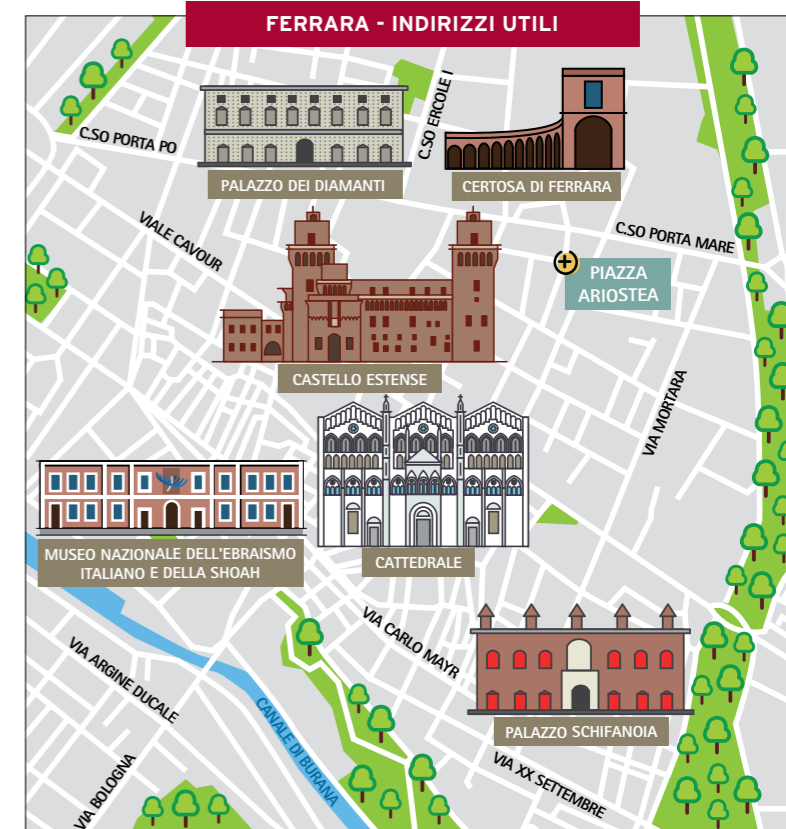 FERRARA - INDIRIZZI UTILI
C.SO PORTA PO
C.SO ERCOLE I
PALAZZO DEI DIAMANTI
CERTOSA DI FERRARA
VIALE CAVOUR
C.SO PORTA MARE
PIAZZA
ARIOSTEA
CASTELLO ESTENSE
VIA MORTARA
MUSEO NAZIONALE DELL'EBRAISMO
ITALIANO E DELLA SHOAH
CATTEDRALE
VIA CARLO MAYR
VIA ARGINE DUCALE
CANALE DI BURANA
PALAZZO SCHIFANOIA
VIA BOLOGNA
VIA XX SETTEMBRE